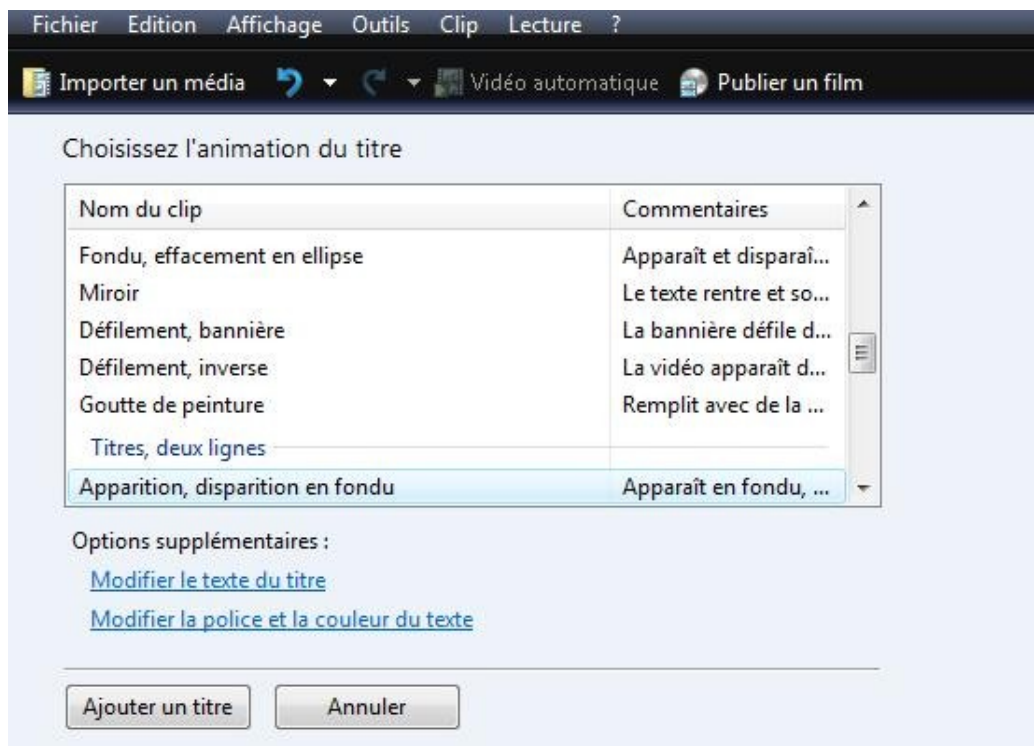 Fichier Edition Affichage Outils Clip Lecture ?
Importer un média Vidéo automatique Publier un film
Choisissez l'animation du titre
Nom du clip Commentaires
Fondu, effacement en ellipse Apparaît et disparaî...
Miroir Le texte rentre et so...
Défilement, bannière La bannière défile d...
Défilement, inverse La vidéo apparaît d...
Goutte de peinture Remplit avec de la ...
Titres, deux lignes
Apparition, disparition en fondu Apparaît en fondu, ...
Options supplémentaires :
Modifier le texte du titre
Modifier la police et la couleur du texte
Ajouter un titre Annuler